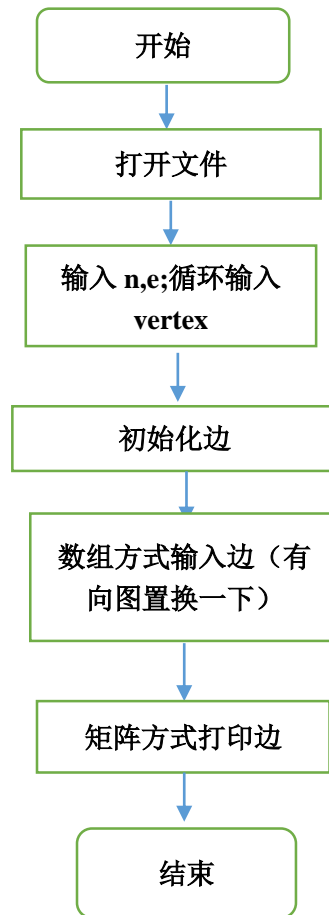 开始
打开文件
输入 n,e;循环输入
vertex
初始化边
数组方式输入边（有
向图置换一下）
矩阵方式打印边
结束